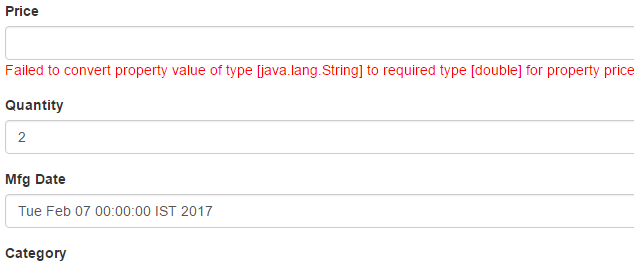 Price
Failed to convert property value of type [java.lang.String] to required type [double] for property price
Quantity
2
Mfg Date
Tue Feb 07 00:00:00 IST 2017
Category